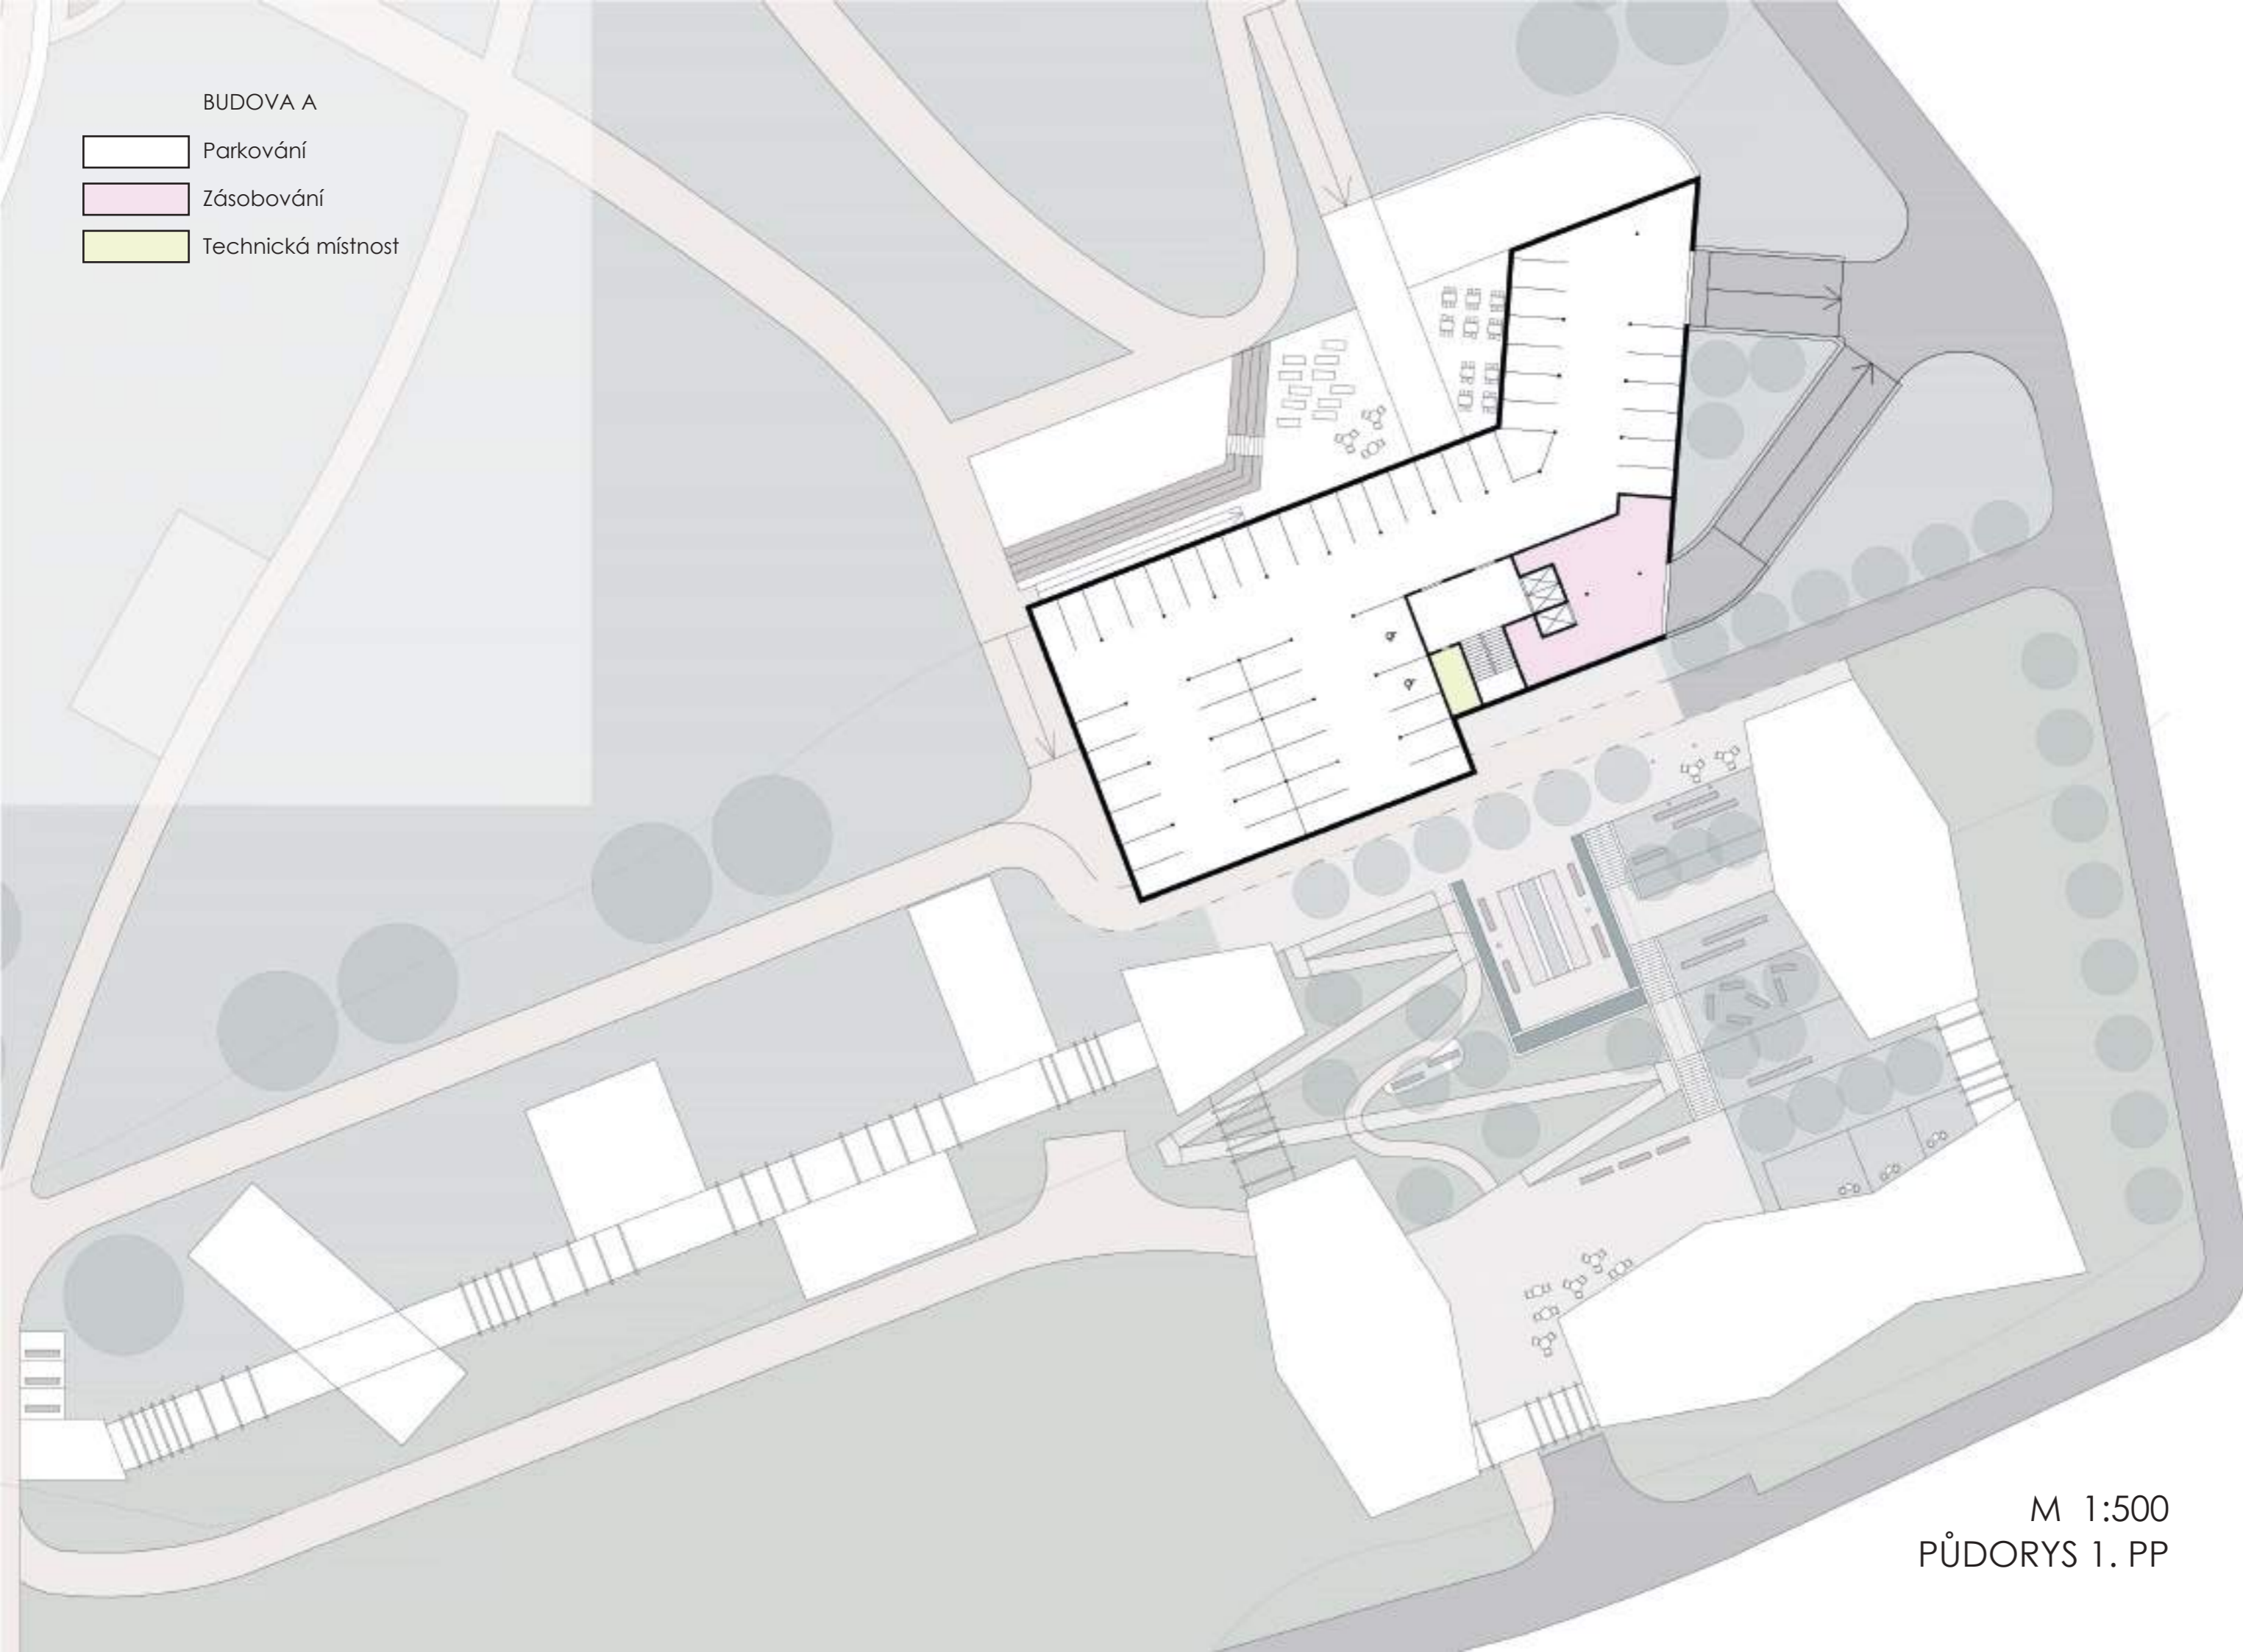 BUDOVA A
Parkování
Zásobování
Technická místnost
M 1:500
PŮDORYS 1. PP